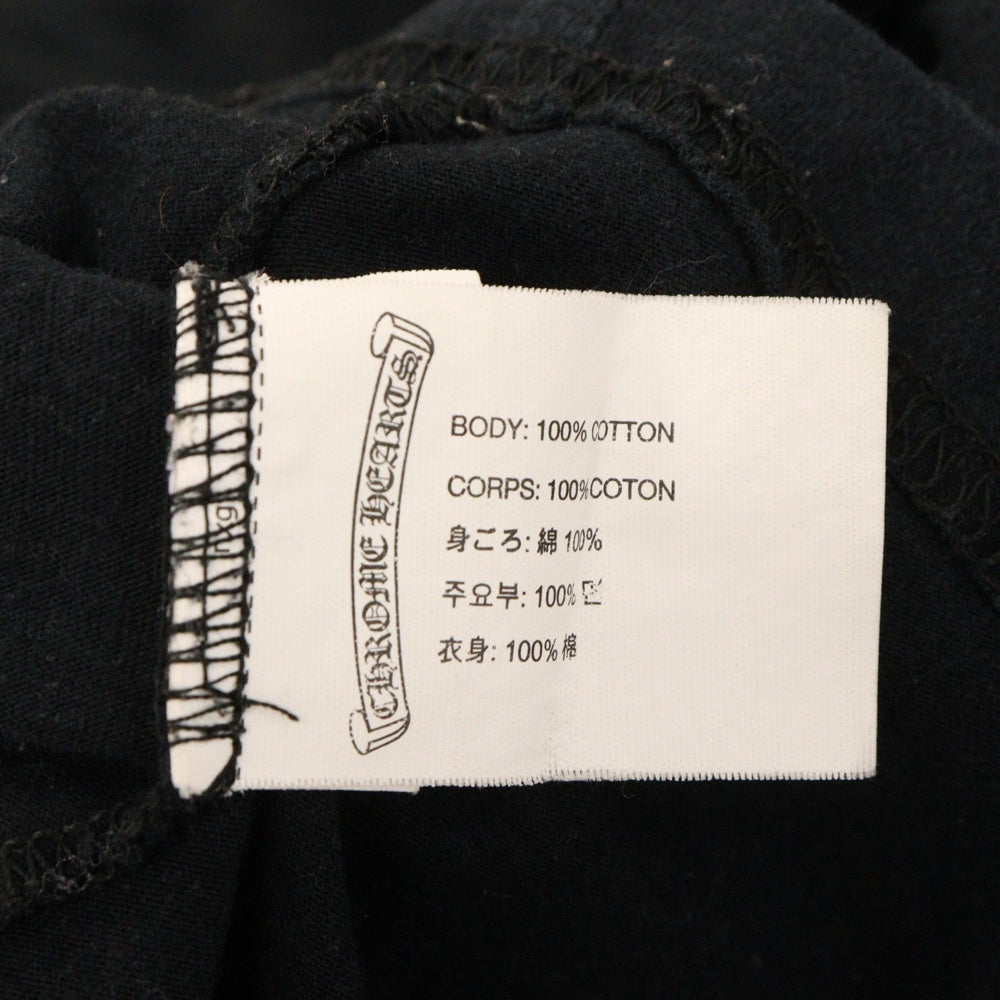 CHROME HEARTS
BODY: 100% COTTON
CORPS: 100% COTON
身ごろ: 綿 100%
주요부: 100% 면
衣身: 100% 棉